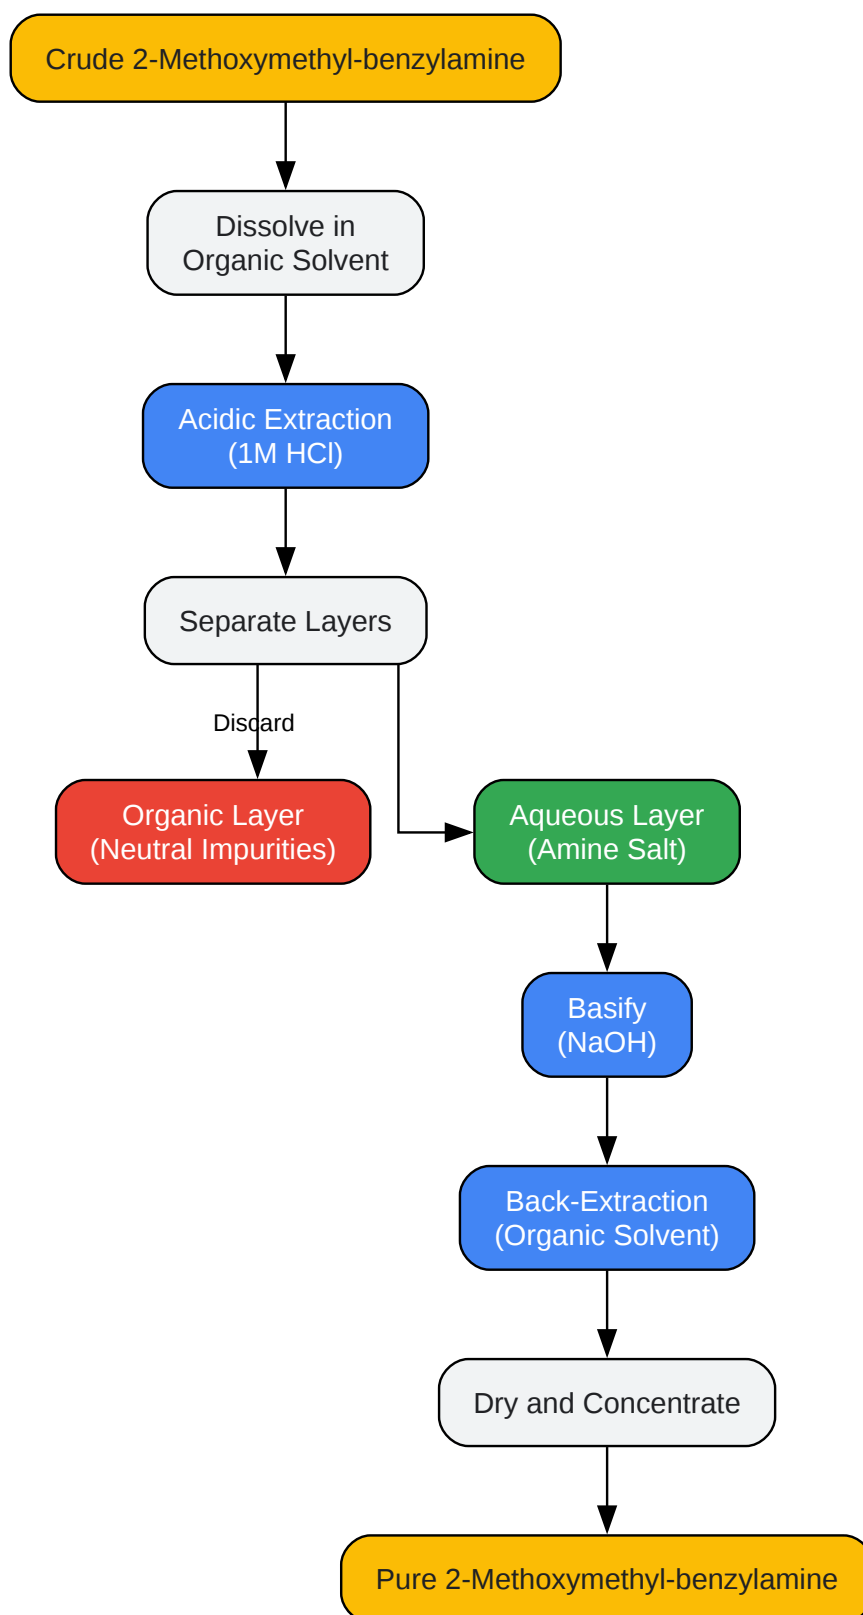 Crude 2-Methoxymethyl-benzylamine
Dissolve in
Organic Solvent
Acidic Extraction
(1M HCl)
Separate Layers
Discard
Organic Layer
(Neutral Impurities)
Aqueous Layer
(Amine Salt)
Basify
(NaOH)
Back-Extraction
(Organic Solvent)
Dry and Concentrate
Pure 2-Methoxymethyl-benzylamine